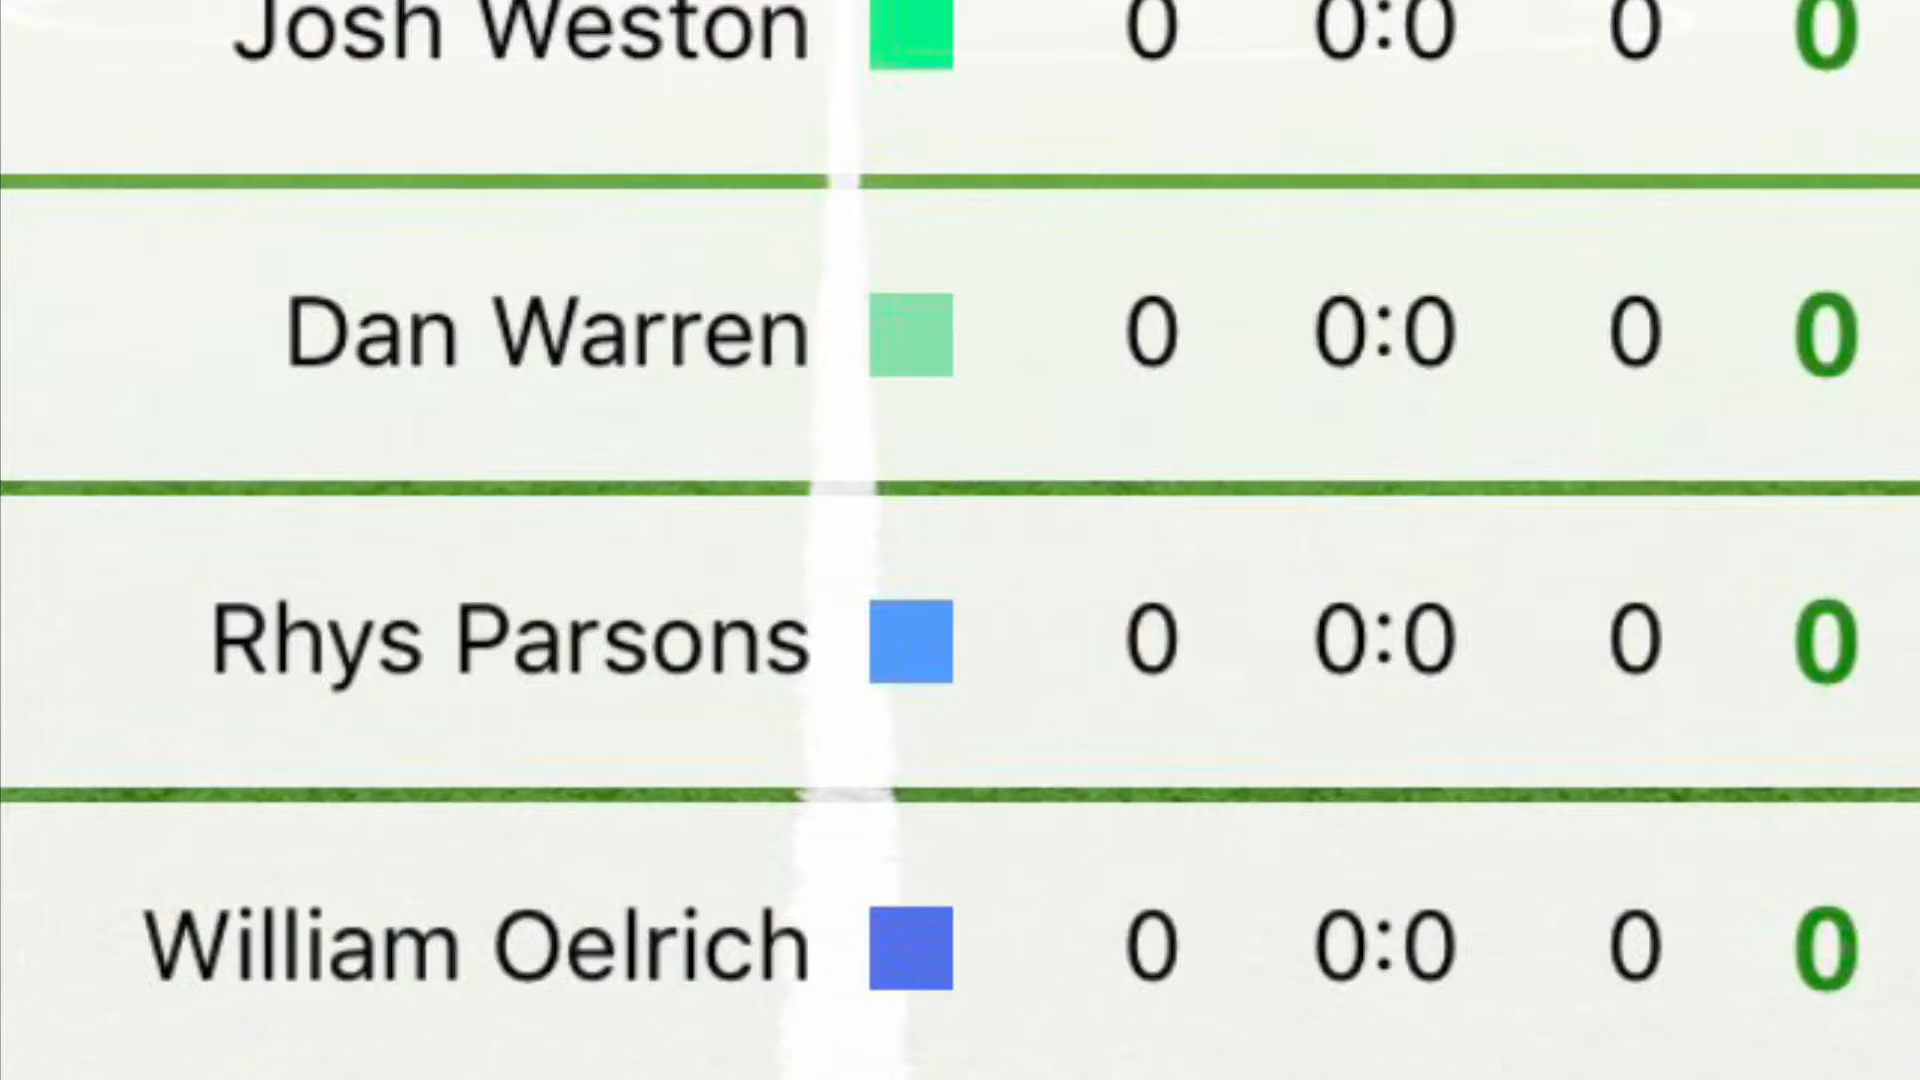 Josh Weston 0 0:0 0 0
Dan Warren 0 0:0 0 0
Rhys Parsons 0 0:0 0 0
William Oelrich 0 0:0 0 0